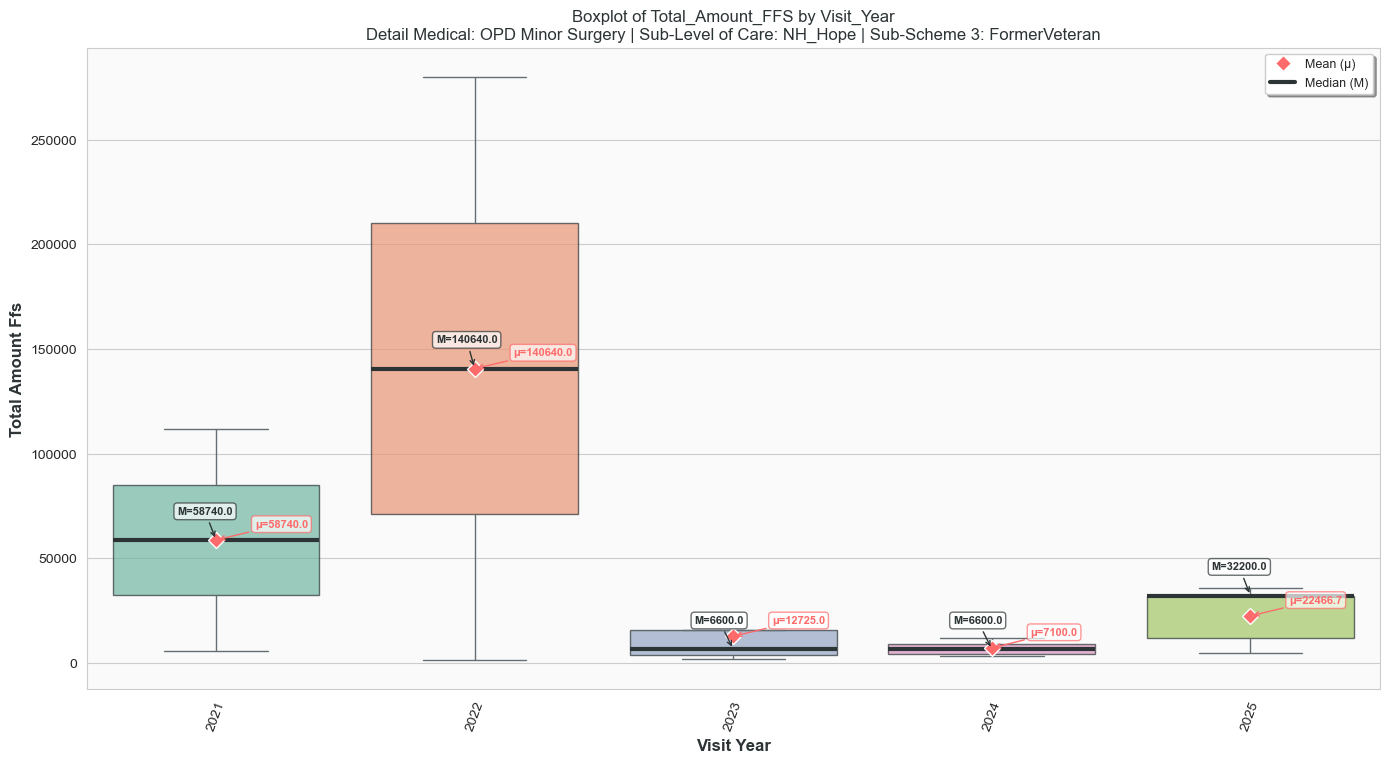 Boxplot of Total_Amount_FFS by Visit_Year
Detail Medical: OPD Minor Surgery | Sub-Level of Care: NH_Hope | Sub-Scheme 3: FormerVeteran
Mean (μ)
Median (M)
Total Amount Ffs
250000
200000
150000
100000
50000
0
M=58740.0
μ=58740.0
M=140640.0
μ=140640.0
M=6600.0
μ=12725.0
M=6600.0
μ=7100.0
M=32200.0
μ=22466.7
2021
2022
2023
2024
2025
Visit Year